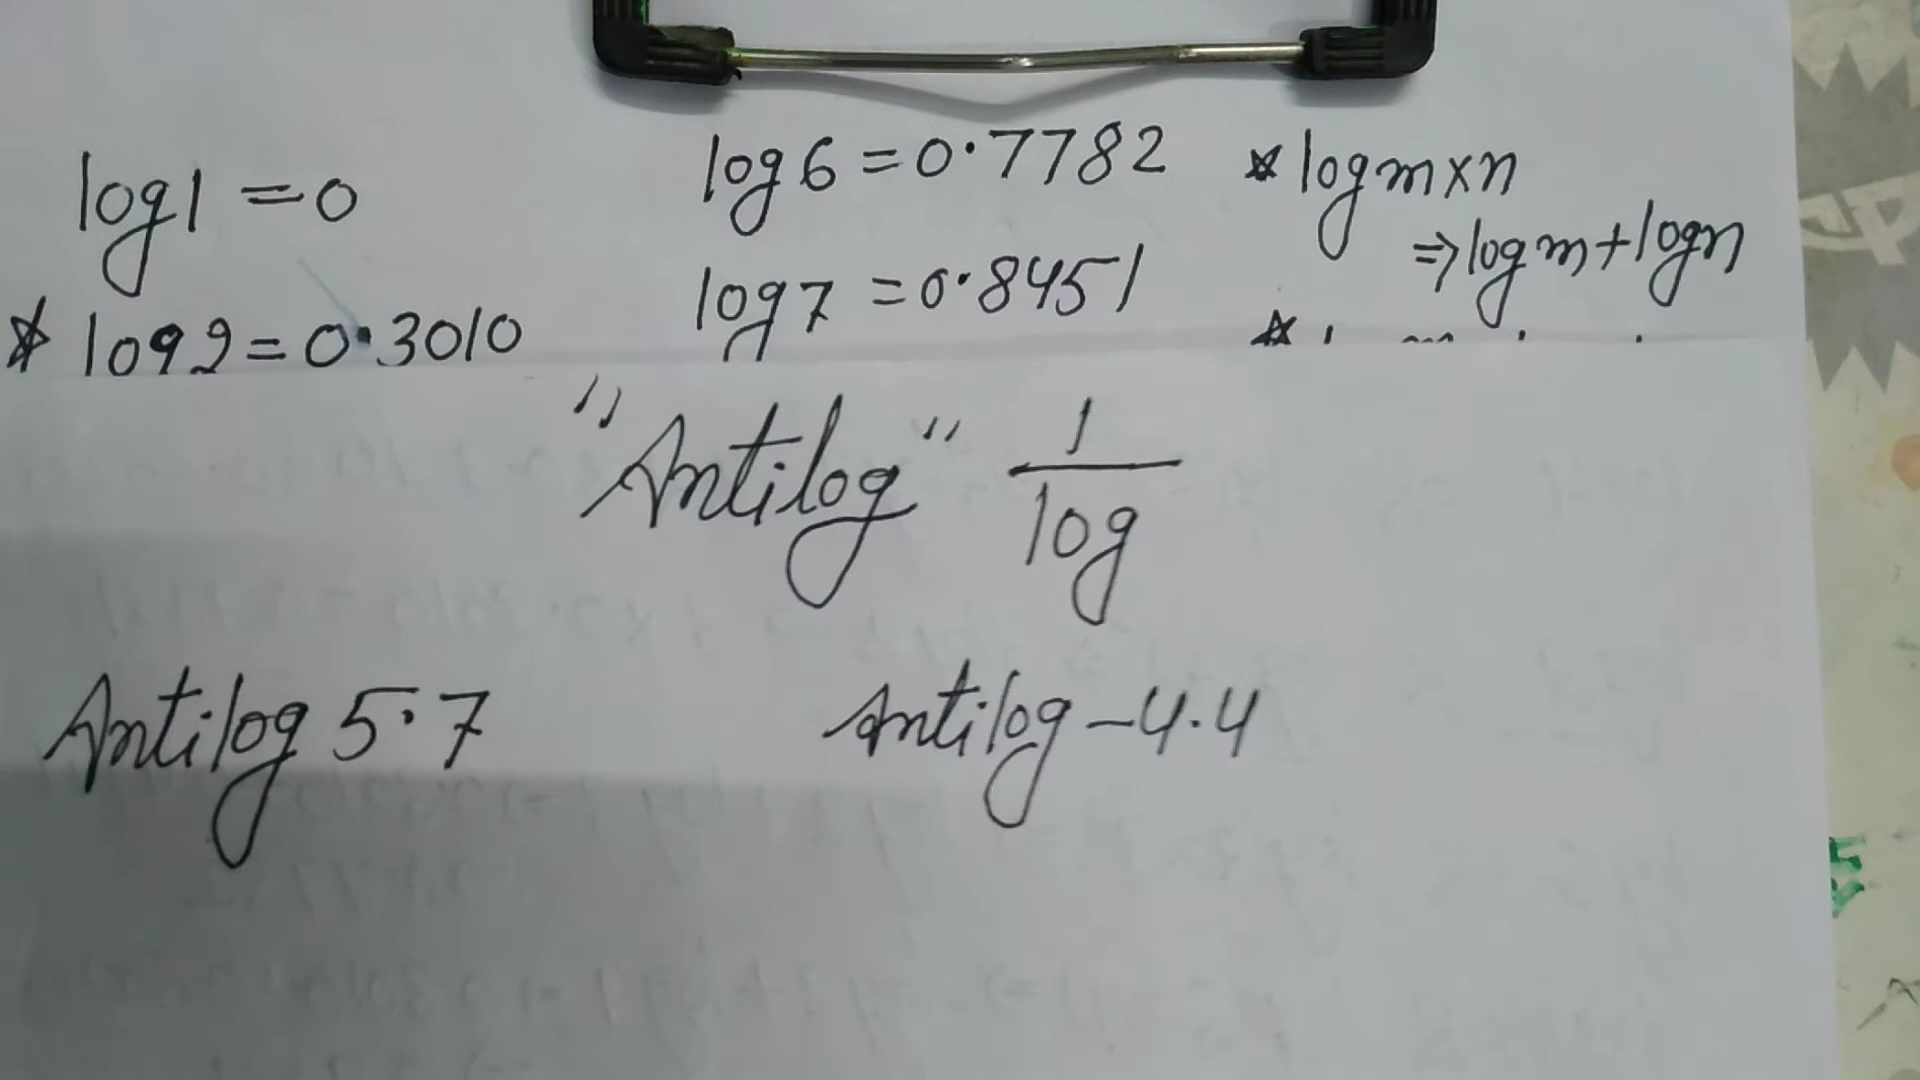 log1 = 0
* log2 = 0.3010
log6 = 0.7782
log7 = 0.8451
* logm×n
⇒ logm + logn
"Antilog" 1/log
Antilog 5.7
Antilog -4.4